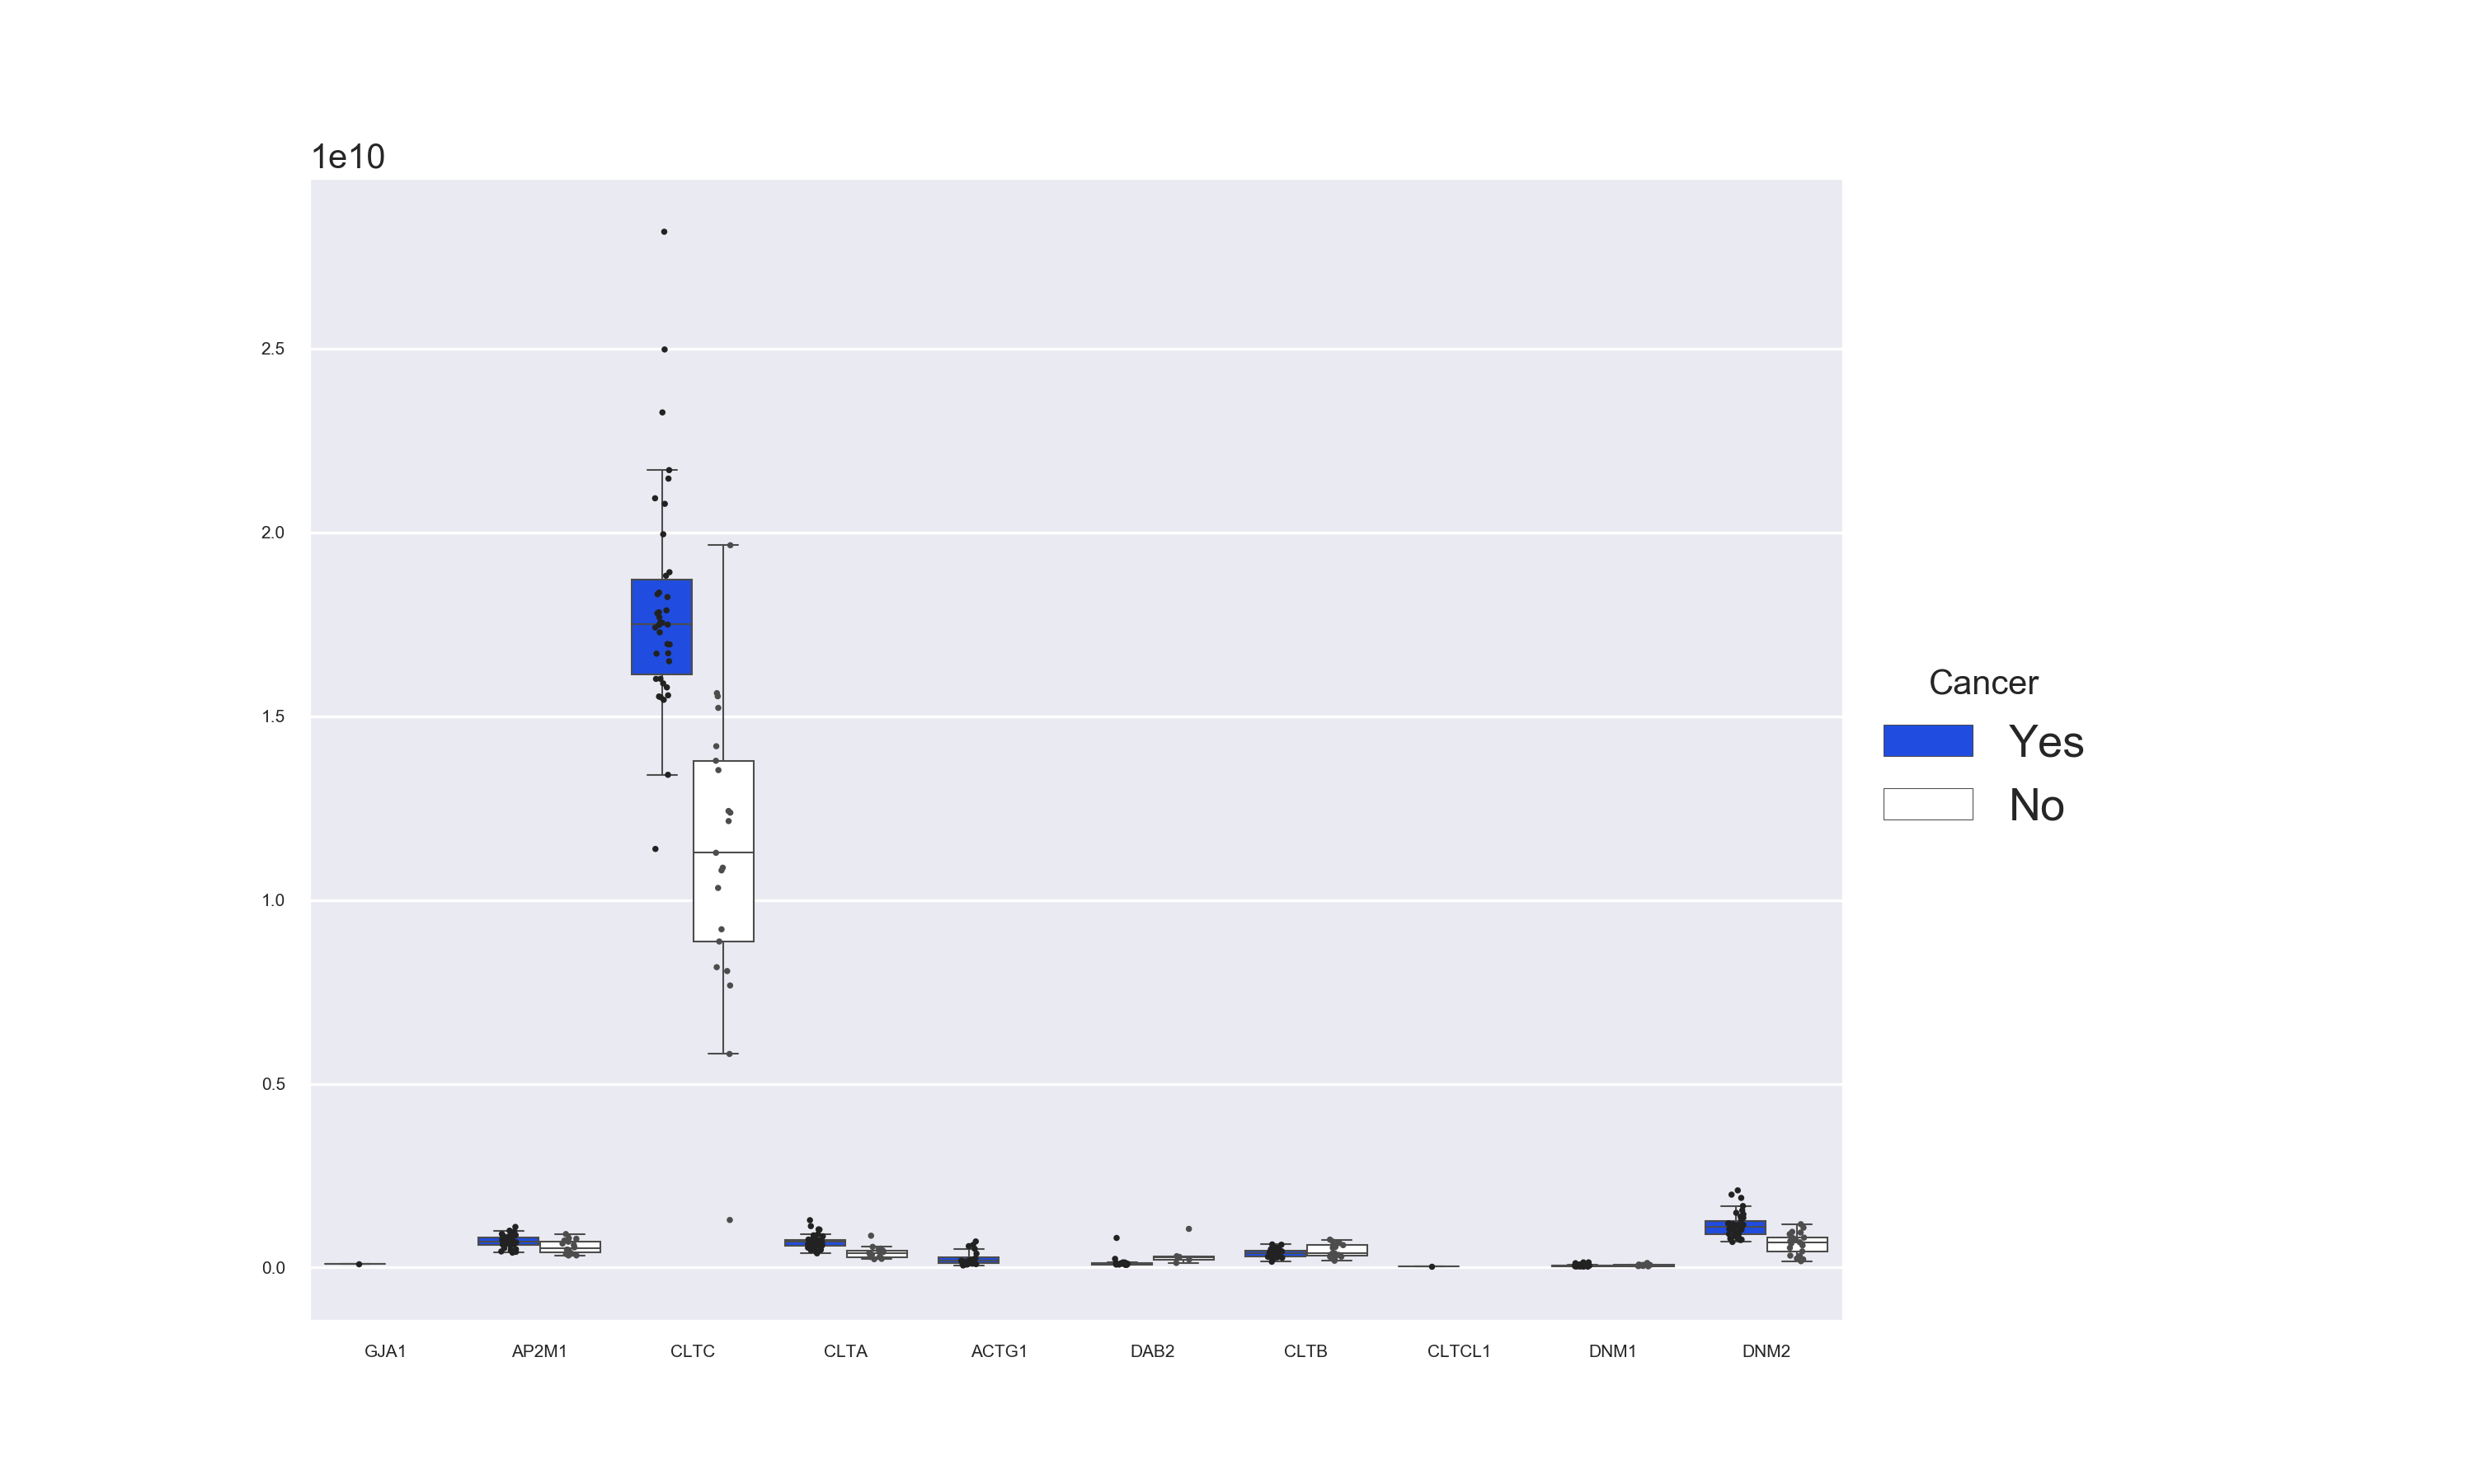 1e10
2.5
2.0
1.5
1.0
0.5
0.0
GJA1 AP2M1 CLTC CLTA ACTG1 DAB2 CLTB CLTCL1 DNM1 DNM2
Cancer
Yes
No